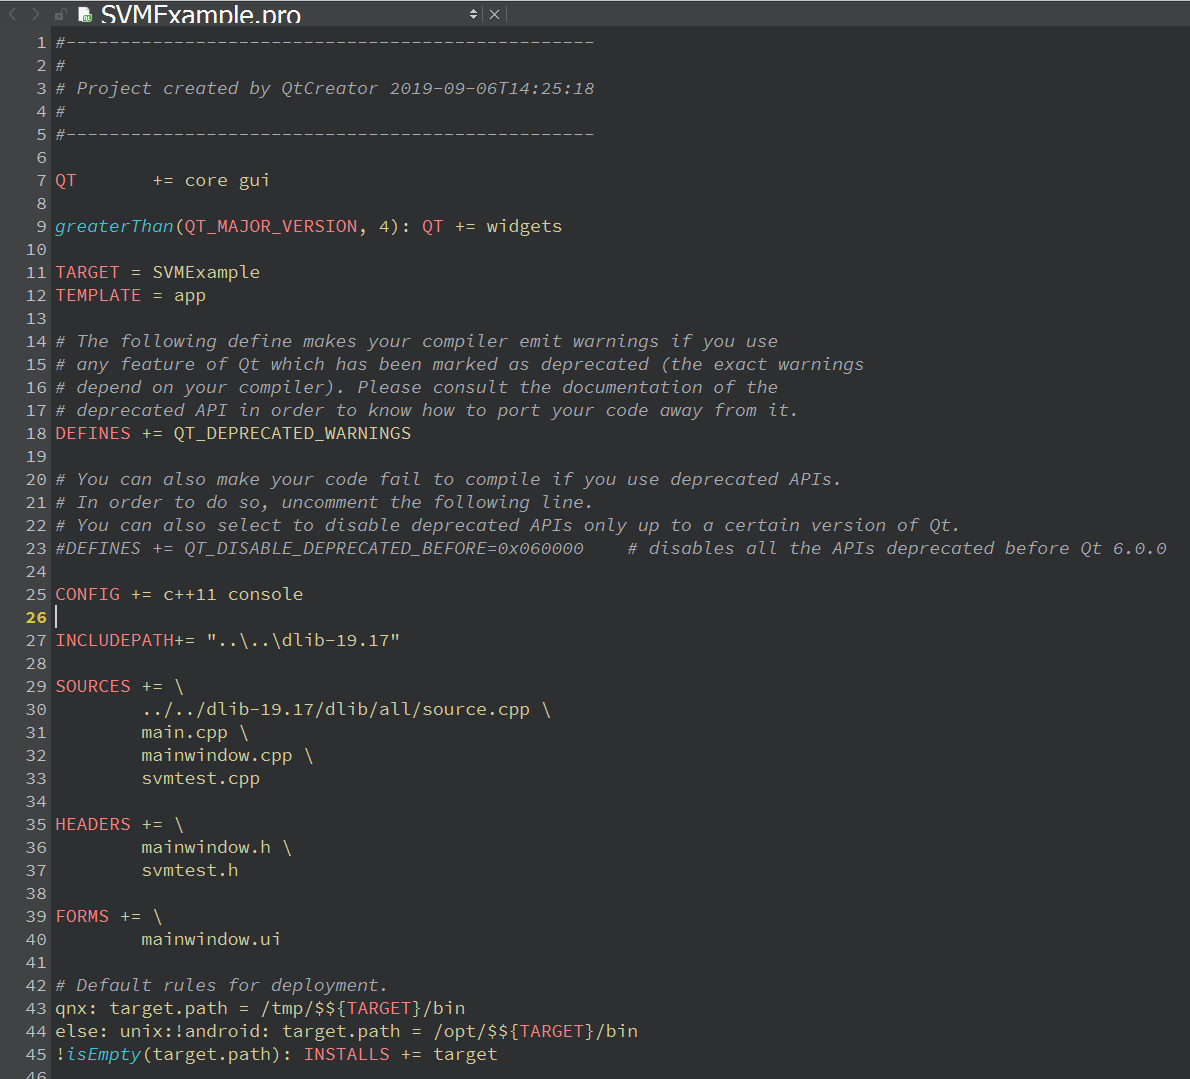 SVMExample.pro
1 #-------------------------------------------------
2 #
3 # Project created by QtCreator 2019-09-06T14:25:18
4 #
5 #-------------------------------------------------
6
7 QT       += core gui
8
9 greaterThan(QT_MAJOR_VERSION, 4): QT += widgets
10
11 TARGET = SVMExample
12 TEMPLATE = app
13
14 # The following define makes your compiler emit warnings if you use
15 # any feature of Qt which has been marked as deprecated (the exact warnings
16 # depend on your compiler). Please consult the documentation of the
17 # deprecated API in order to know how to port your code away from it.
18 DEFINES += QT_DEPRECATED_WARNINGS
19
20 # You can also make your code fail to compile if you use deprecated APIs.
21 # In order to do so, uncomment the following line.
22 # You can also select to disable deprecated APIs only up to a certain version of Qt.
23 #DEFINES += QT_DISABLE_DEPRECATED_BEFORE=0x060000    # disables all the APIs deprecated before Qt 6.0.0
24
25 CONFIG += c++11 console
26
27 INCLUDEPATH+= "..\..\dlib-19.17"
28
29 SOURCES += \
30         ../../dlib-19.17/dlib/all/source.cpp \
31         main.cpp \
32         mainwindow.cpp \
33         svmtest.cpp
34
35 HEADERS += \
36         mainwindow.h \
37         svmtest.h
38
39 FORMS += \
40         mainwindow.ui
41
42 # Default rules for deployment.
43 qnx: target.path = /tmp/$${TARGET}/bin
44 else: unix:!android: target.path = /opt/$${TARGET}/bin
45 !isEmpty(target.path): INSTALLS += target
46